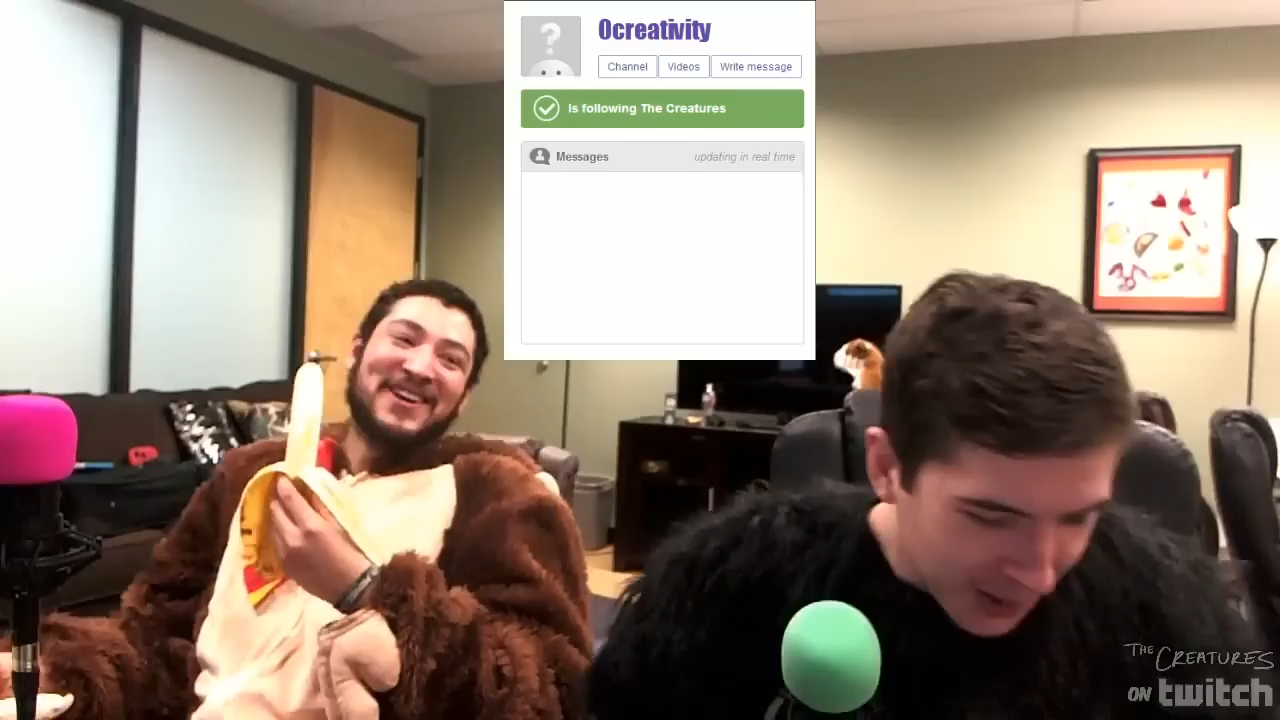 Ocreativity
Channel
Videos
Write message
Is following The Creatures
Messages
updating in real time
THE CREATURES
ON twitch